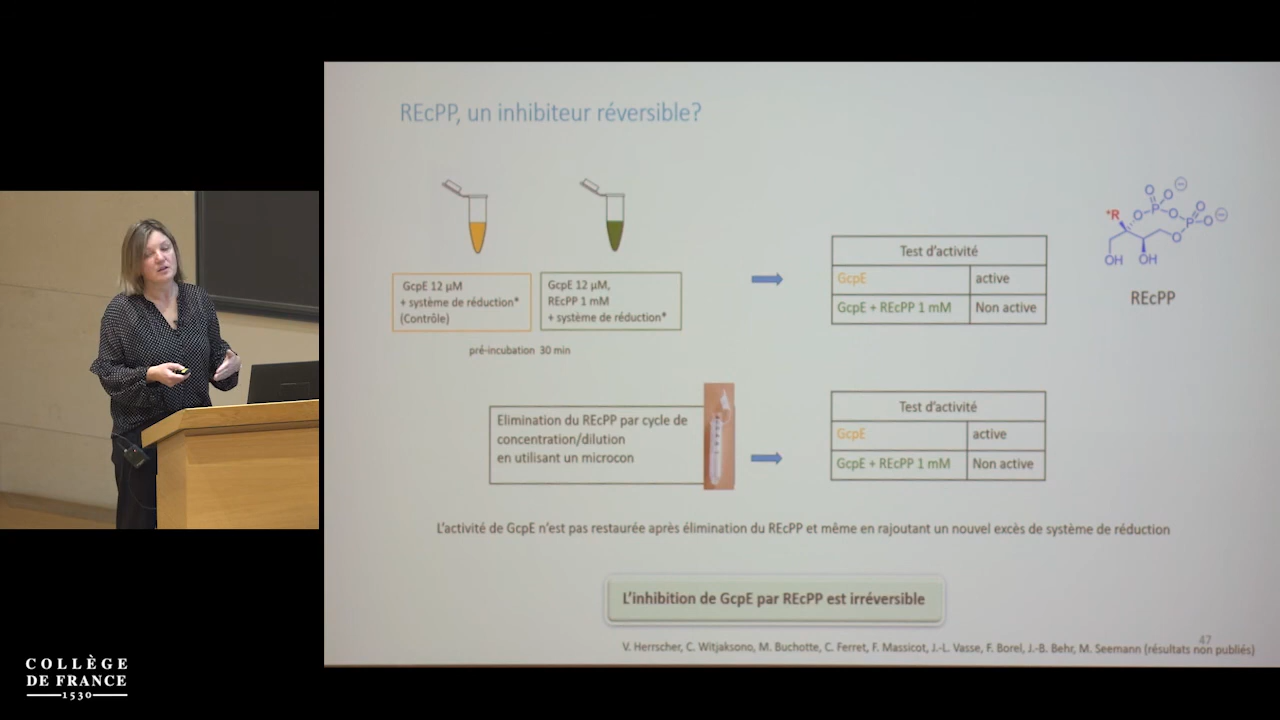 REcPP, un inhibiteur réversible?
GcpE 12 µM
+ système de réduction*
(Contrôle)
GcpE 12 µM,
REcPP 1 mM
+ système de réduction*
pré-incubation 30 min
Test d'activité
GcpE active
GcpE + REcPP 1 mM Non active
*R
O
O
⊖
P
O
O
O
P
O
⊖
O
OH
OH
REcPP
Elimination du REcPP par cycle de
concentration/dilution
en utilisant un microcon
Test d'activité
GcpE active
GcpE + REcPP 1 mM Non active
L'activité de GcpE n'est pas restaurée après élimination du REcPP et même en rajoutant un nouvel excès de système de réduction
L'inhibition de GcpE par REcPP est irréversible
47
V. Herrscher, C. Witjaksono, M. Buchotte, C. Ferret, F. Massicot, J.-L. Vasse, F. Borel, J.-B. Behr, M. Seemann (résultats non publiés)
COLLÈGE
DE FRANCE
1530